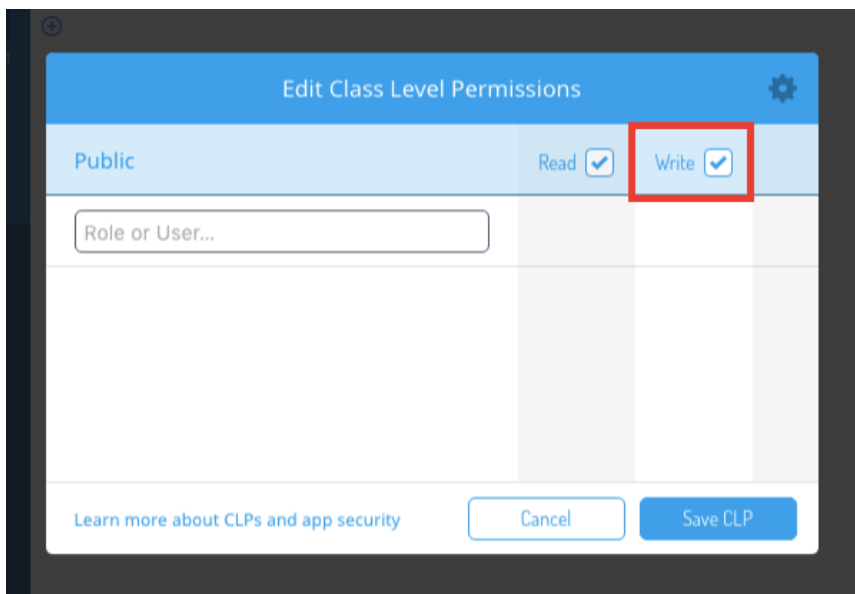 Edit Class Level Permissions
Public Read Write
Role or User...
Learn more about CLPs and app security Cancel Save CLP